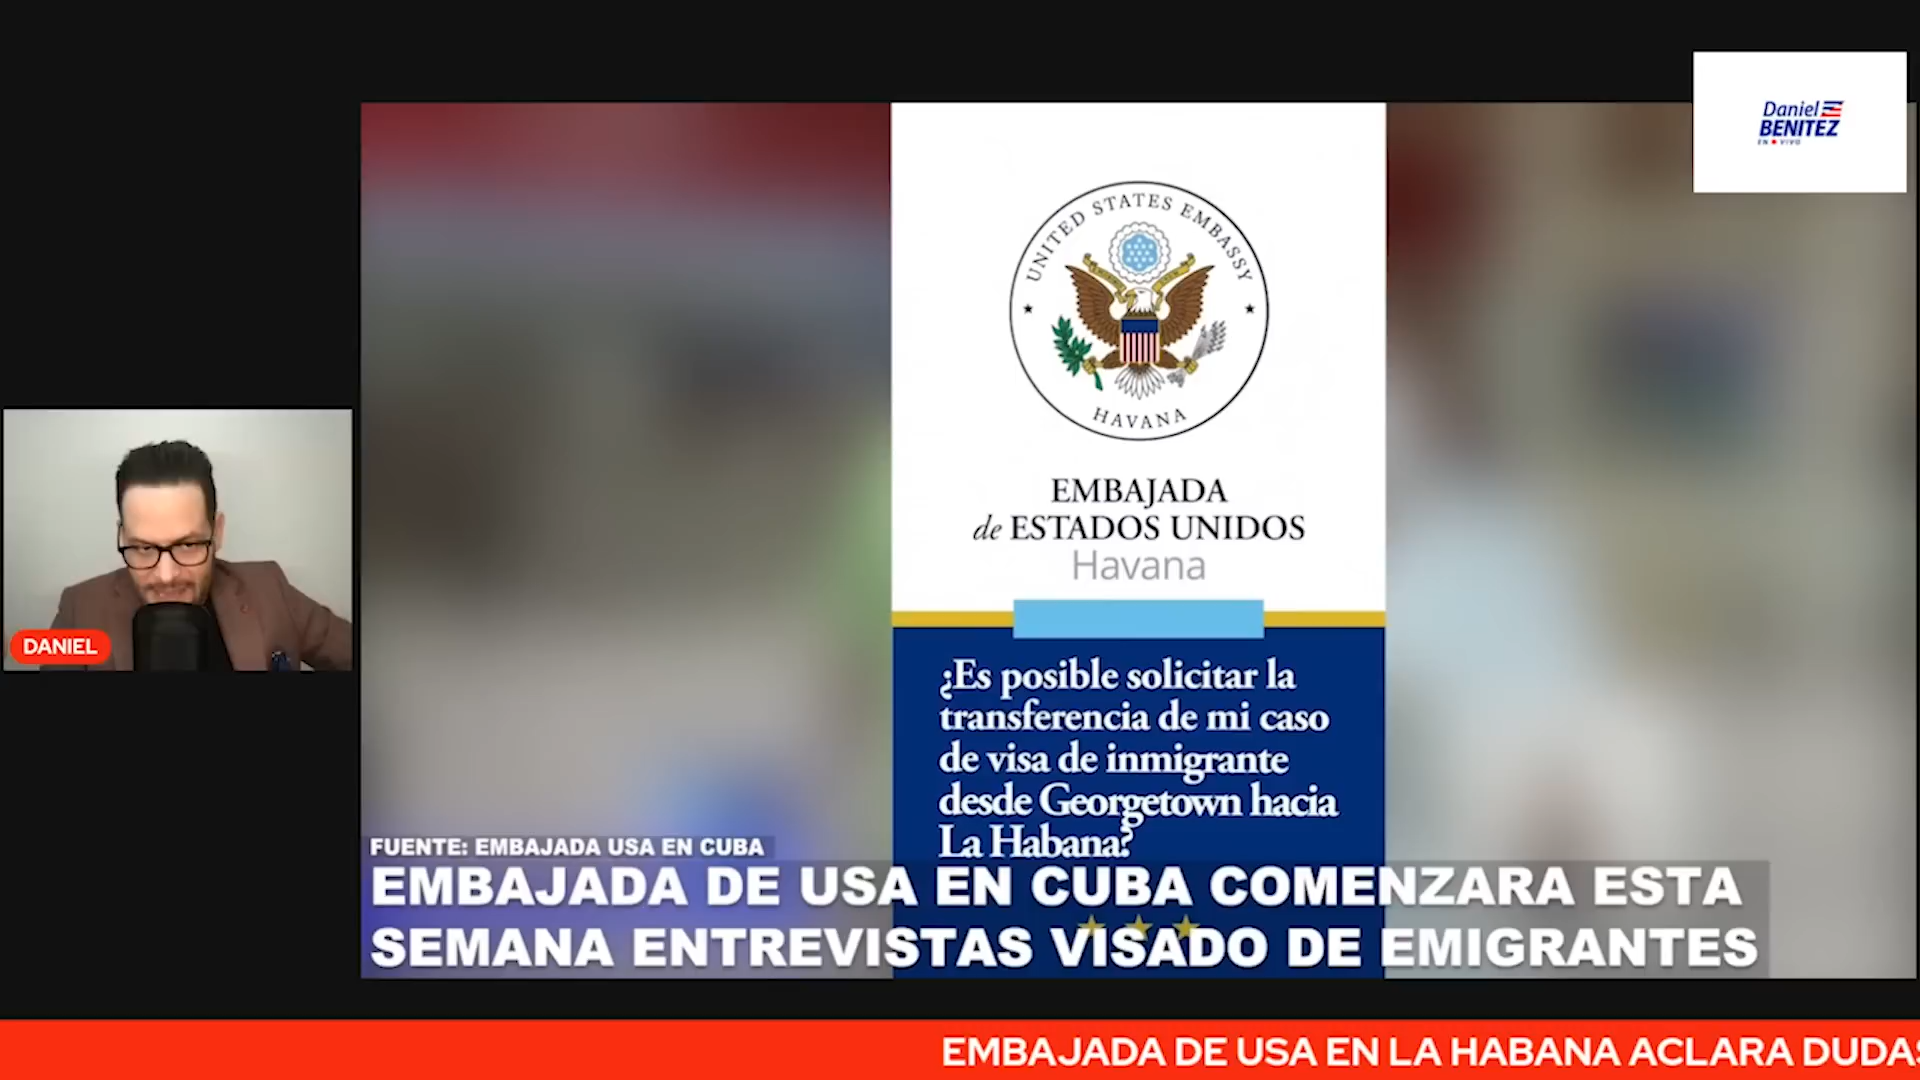 Daniel
BENITEZ
EN VIVO
UNITED STATES EMBASSY
HAVANA
EMBAJADA
de ESTADOS UNIDOS
Havana
¿Es posible solicitar la
transferencia de mi caso
de visa de inmigrante
desde Georgetown hacia
La Habana?
DANIEL
FUENTE: EMBAJADA USA EN CUBA
EMBAJADA DE USA EN CUBA COMENZARA ESTA
SEMANA ENTREVISTAS VISADO DE EMIGRANTES
EMBAJADA DE USA EN LA HABANA ACLARA DUDAS